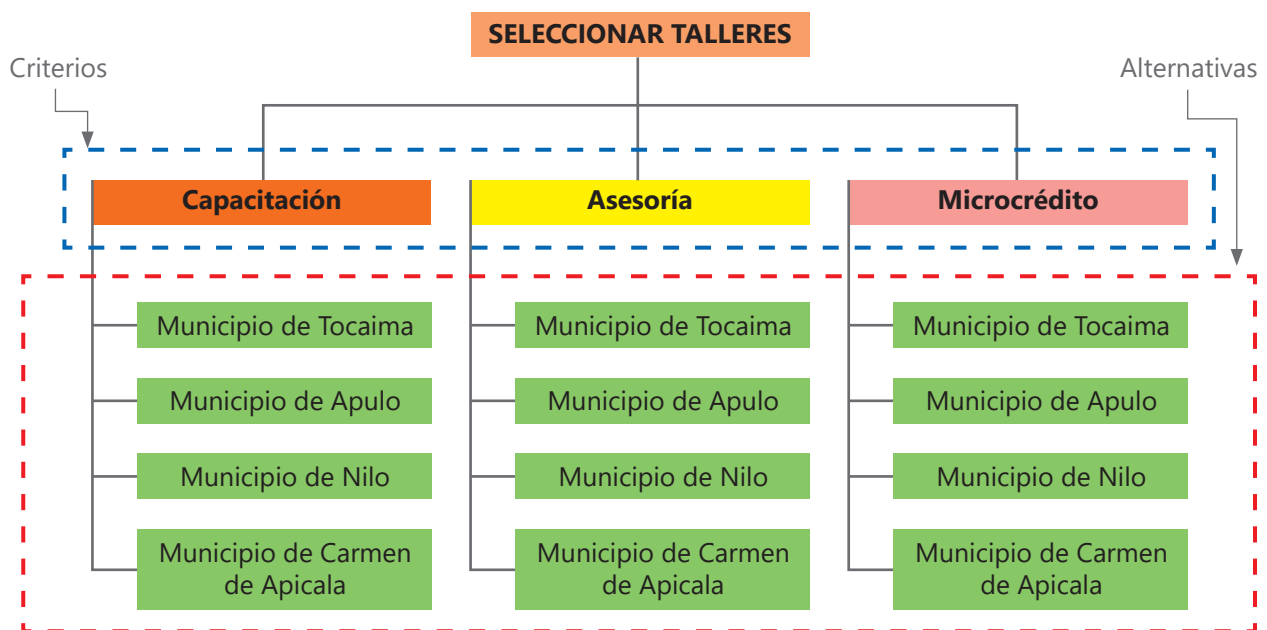 SELECCIONAR TALLERES
Criterios
Alternativas
Capacitación
Asesoría
Microcrédito
Municipio de Tocaima
Municipio de Tocaima
Municipio de Tocaima
Municipio de Apulo
Municipio de Apulo
Municipio de Apulo
Municipio de Nilo
Municipio de Nilo
Municipio de Nilo
Municipio de Carmen
de Apicala
Municipio de Carmen
de Apicala
Municipio de Carmen
de Apicala